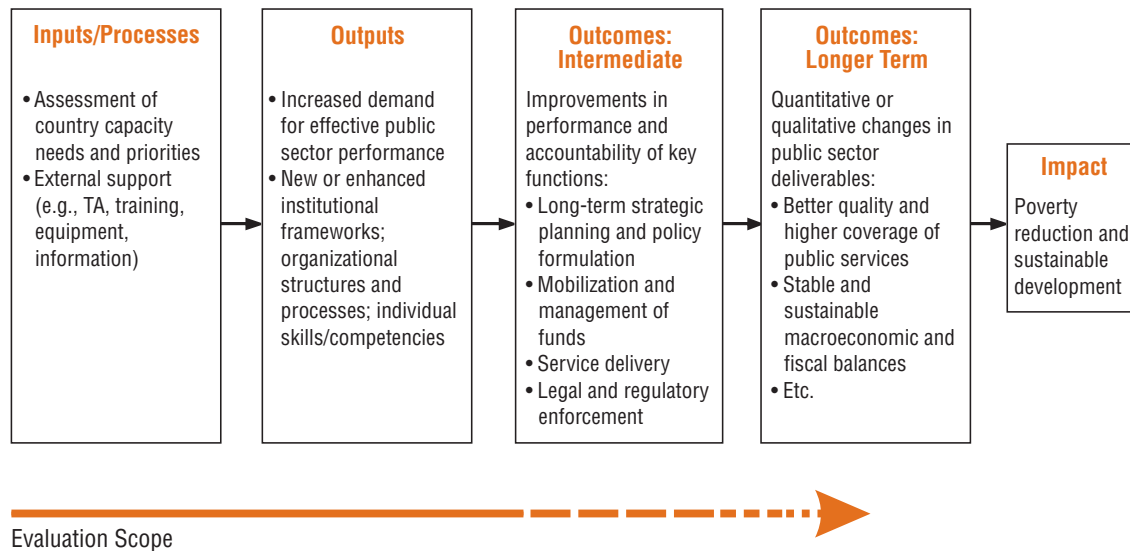 Inputs/Processes
• Assessment of
country capacity
needs and priorities
• External support
(e.g., TA, training,
equipment,
information)
Outputs
• Increased demand
for effective public
sector performance
• New or enhanced
institutional
frameworks;
organizational
structures and
processes; individual
skills/competencies
Outcomes:
Intermediate
Improvements in
performance and
accountability of key
functions:
• Long-term strategic
planning and policy
formulation
• Mobilization and
management of
funds
• Service delivery
• Legal and regulatory
enforcement
Outcomes:
Longer Term
Quantitative or
qualitative changes in
public sector
deliverables:
• Better quality and
higher coverage of
public services
• Stable and
sustainable
macroeconomic and
fiscal balances
• Etc.
Impact
Poverty
reduction and
sustainable
development
Evaluation Scope